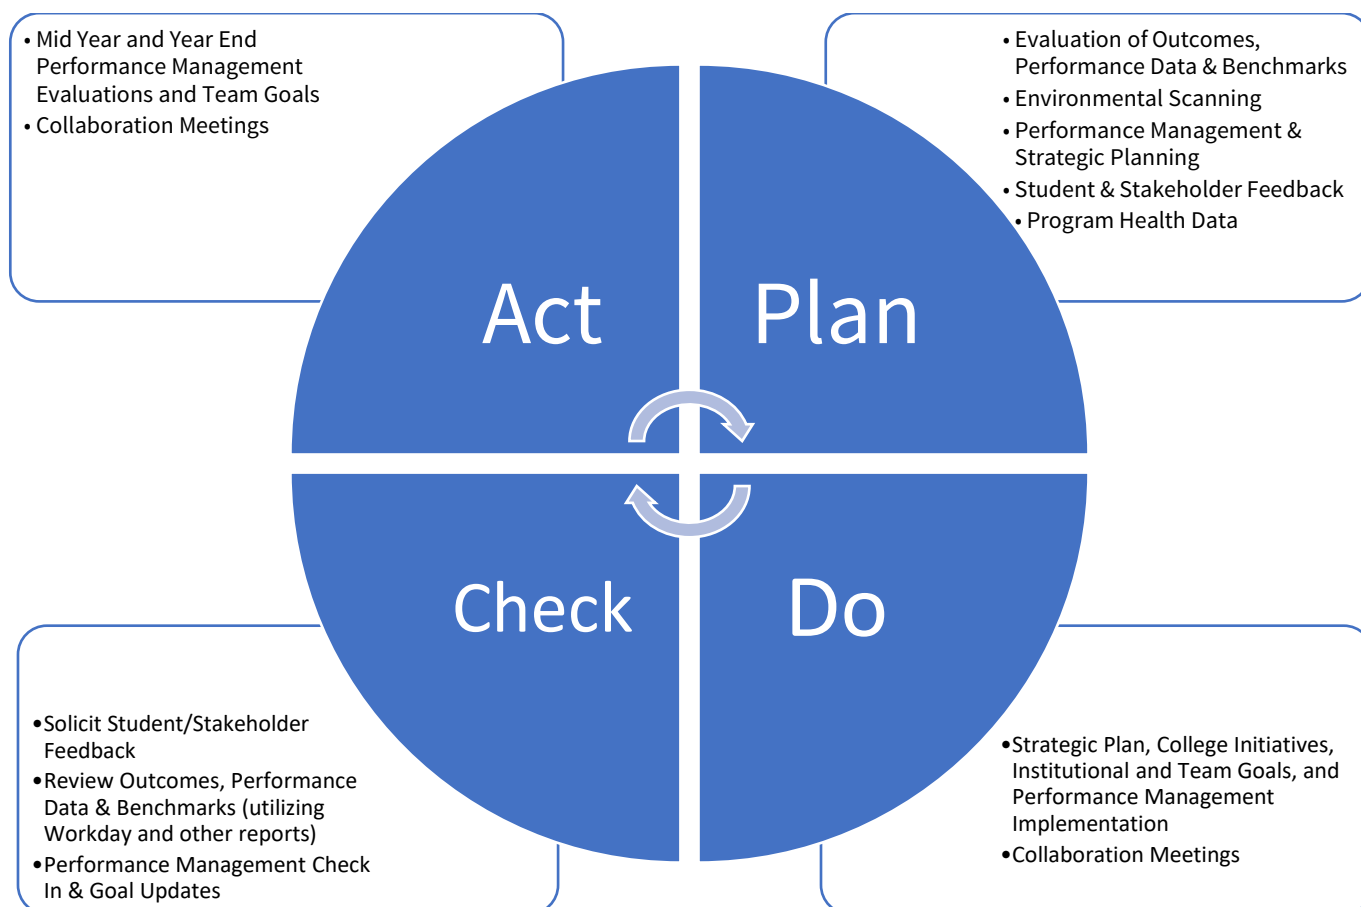 • Mid Year and Year End
Performance Management
Evaluations and Team Goals
• Collaboration Meetings
• Evaluation of Outcomes,
Performance Data & Benchmarks
• Environmental Scanning
• Performance Management &
Strategic Planning
• Student & Stakeholder Feedback
• Program Health Data
Act
Plan
Check
Do
•Solicit Student/Stakeholder
Feedback
•Review Outcomes, Performance
Data & Benchmarks (utilizing
Workday and other reports)
•Performance Management Check
In & Goal Updates
•Strategic Plan, College Initiatives,
Institutional and Team Goals, and
Performance Management
Implementation
•Collaboration Meetings